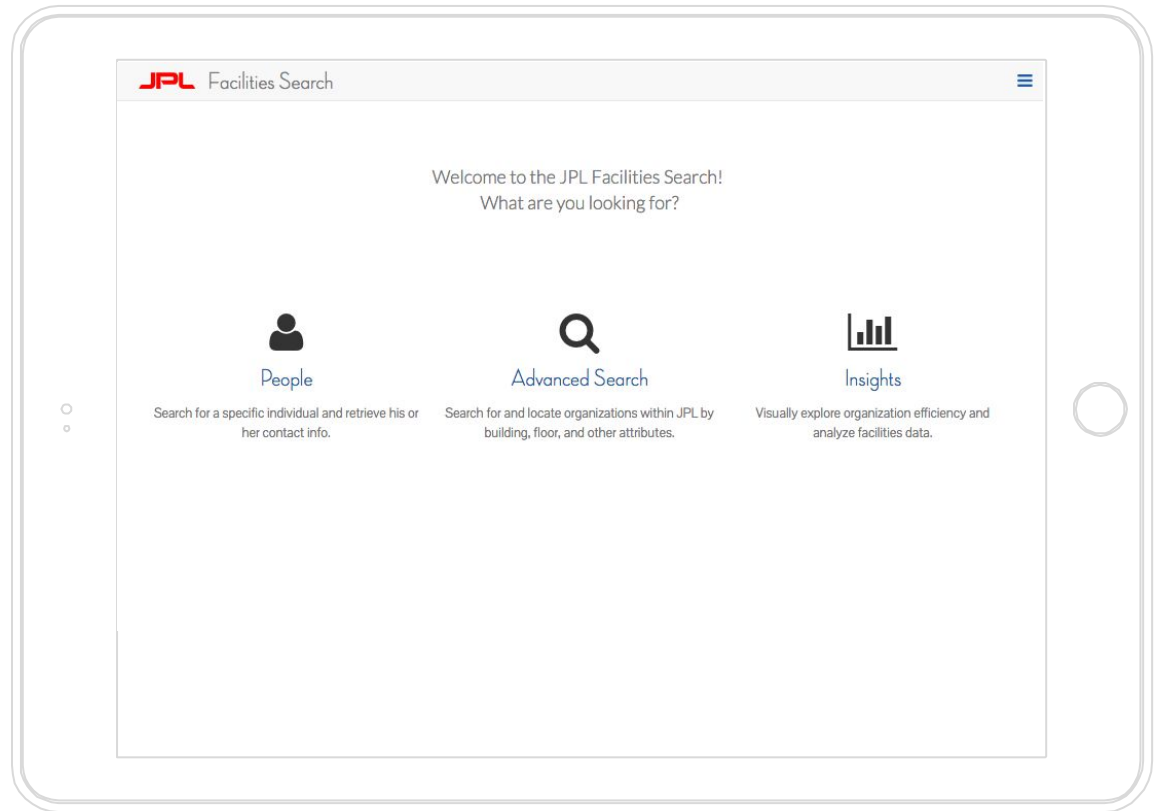 JPL Facilities Search
Welcome to the JPL Facilities Search!
What are you looking for?
People
Search for a specific individual and retrieve his or
her contact info.
Advanced Search
Search for and locate organizations within JPL by
building, floor, and other attributes.
Insights
Visually explore organization efficiency and
analyze facilities data.